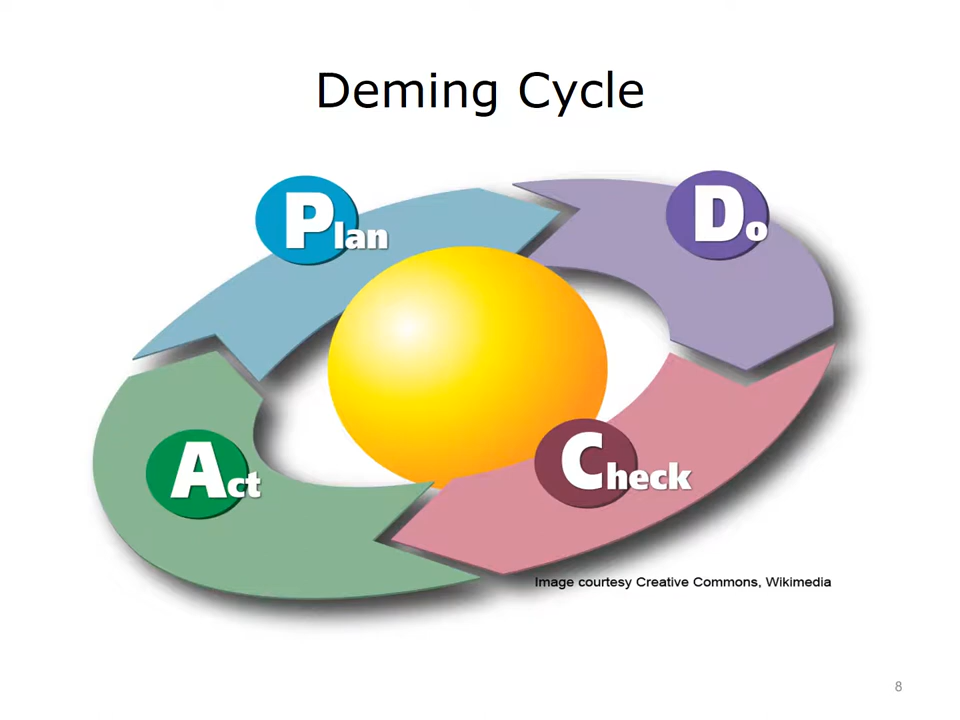 Deming Cycle
Plan
Do
Act
Check
Image courtesy Creative Commons, Wikimedia
8